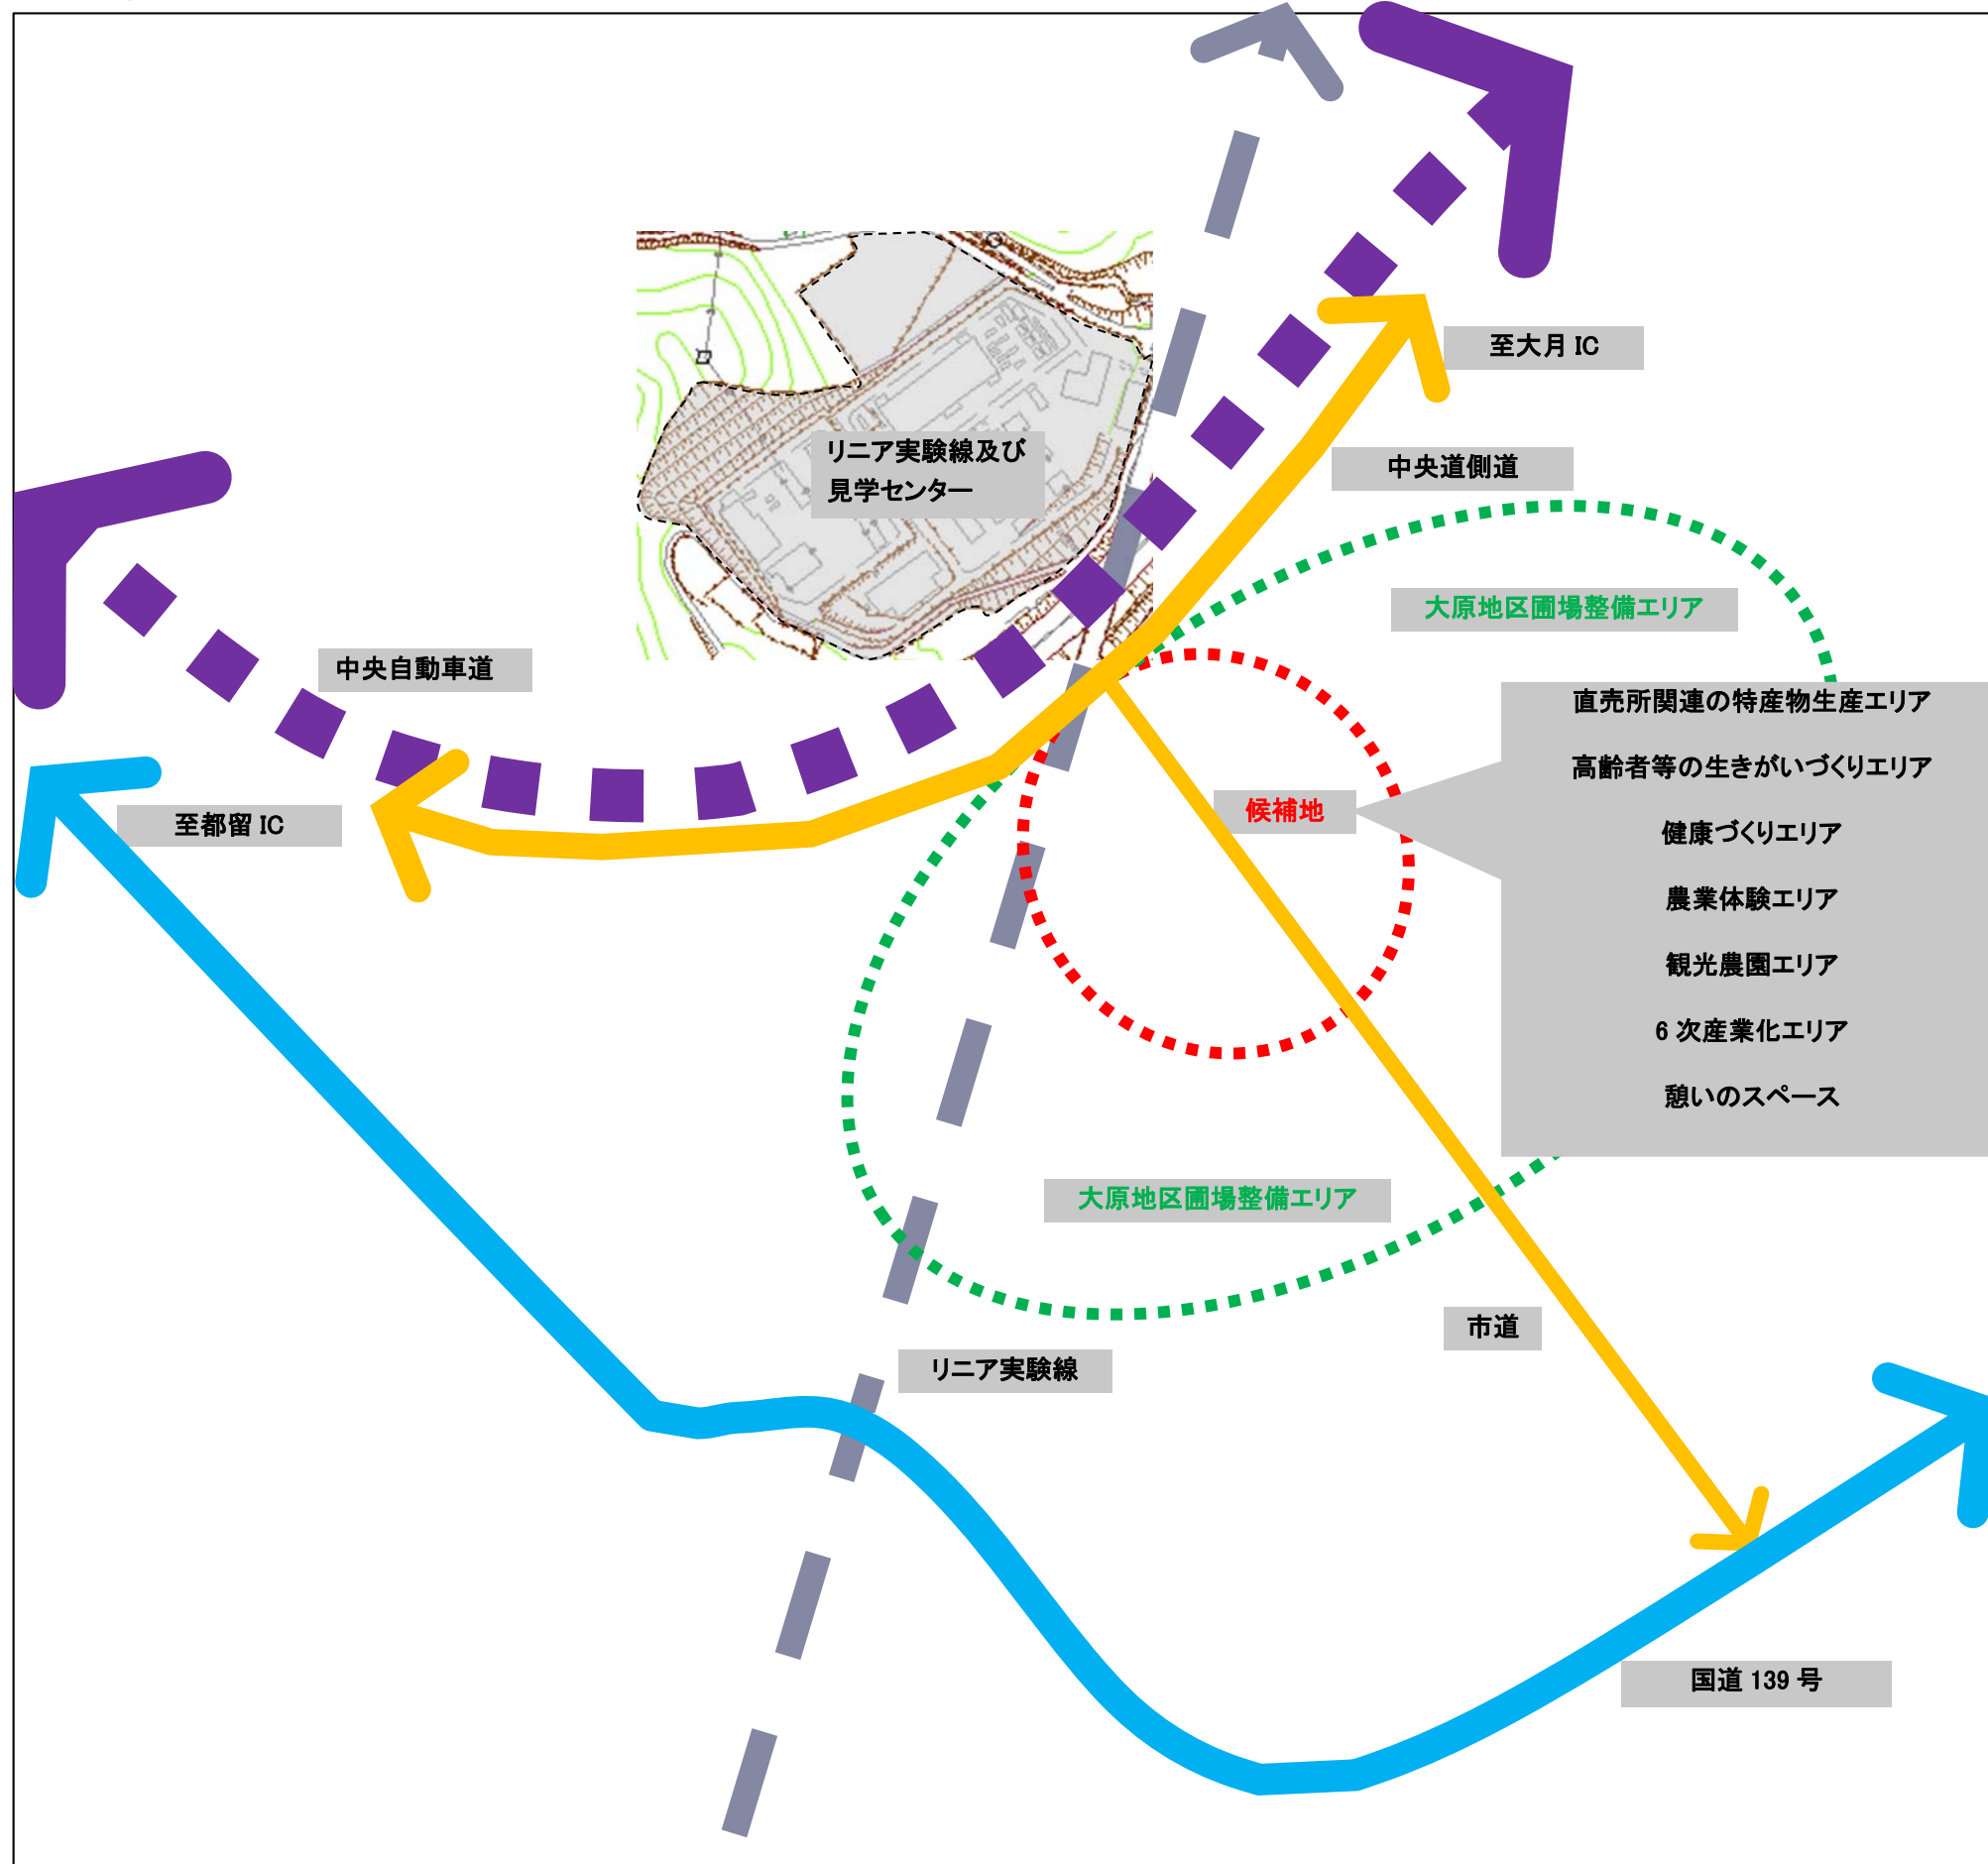 至大月 IC
リニア実験線及び
見学センター
中央道側道
大原地区圃場整備エリア
中央自動車道
直売所関連の特産物生産エリア
高齢者等の生きがいづくりエリア
至都留 IC
候補地
健康づくりエリア
農業体験エリア
観光農園エリア
6 次産業化エリア
憩いのスペース
大原地区圃場整備エリア
市道
リニア実験線
国道 139 号